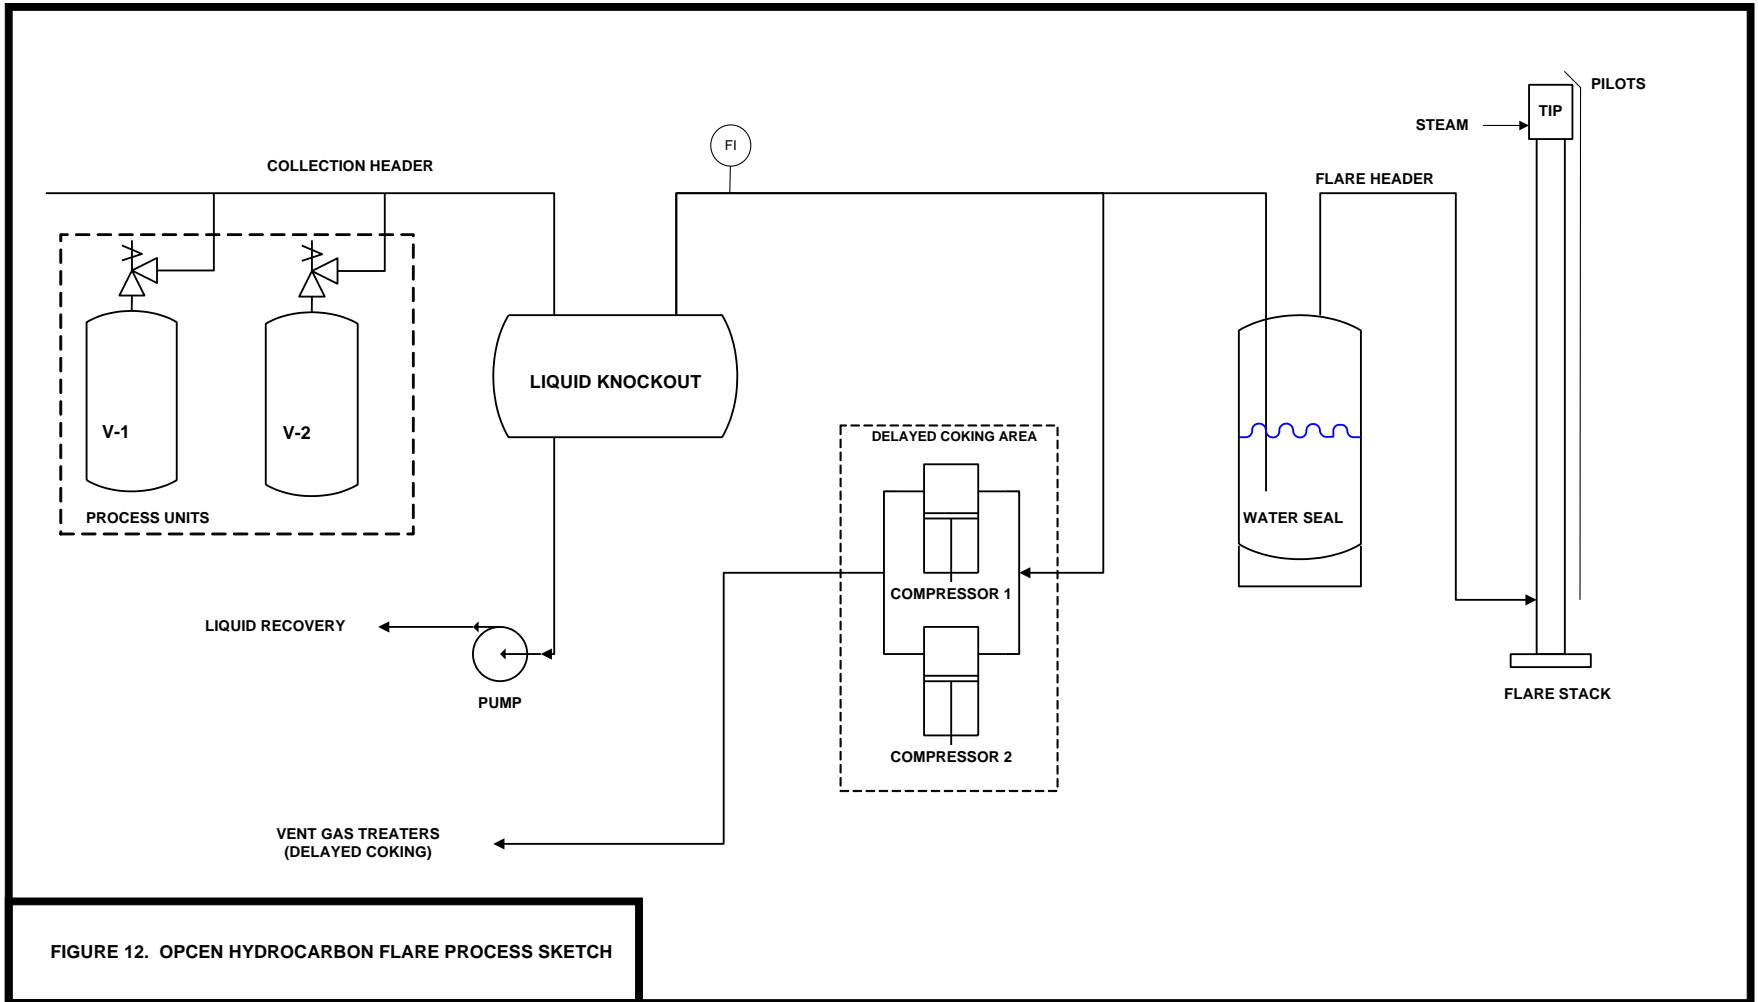 PILOTS
TIP
STEAM
FI
COLLECTION HEADER
FLARE HEADER
LIQUID KNOCKOUT
V-1
V-2
DELAYED COKING AREA
PROCESS UNITS
WATER SEAL
COMPRESSOR 1
LIQUID RECOVERY
PUMP
FLARE STACK
COMPRESSOR 2
VENT GAS TREATERS
(DELAYED COKING)
FIGURE 12.  OPCEN HYDROCARBON FLARE PROCESS SKETCH